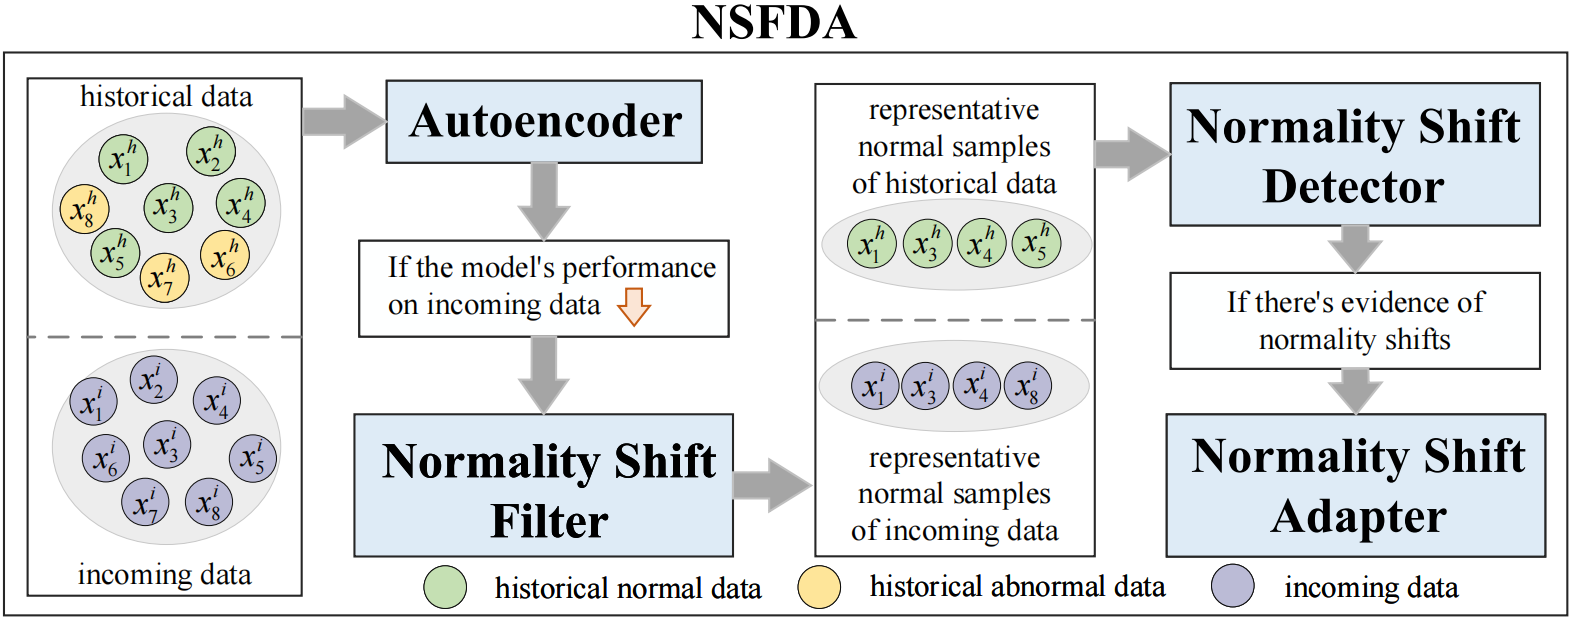 NSFDA
historical data
x_1^h
x_2^h
x_8^h
x_3^h
x_4^h
x_5^h
x_7^h
x_6^h
x_1^i
x_2^i
x_4^i
x_6^i
x_3^i
x_5^i
x_7^i
x_8^i
incoming data
Autoencoder
If the model's performance
on incoming data
Normality Shift
Filter
representative
normal samples
of historical data
x_1^h x_3^h x_4^h x_5^h
x_1^i x_3^i x_4^i x_8^i
representative
normal samples
of incoming data
Normality Shift
Detector
If there's evidence of
normality shifts
Normality Shift
Adapter
historical normal data
historical abnormal data
incoming data